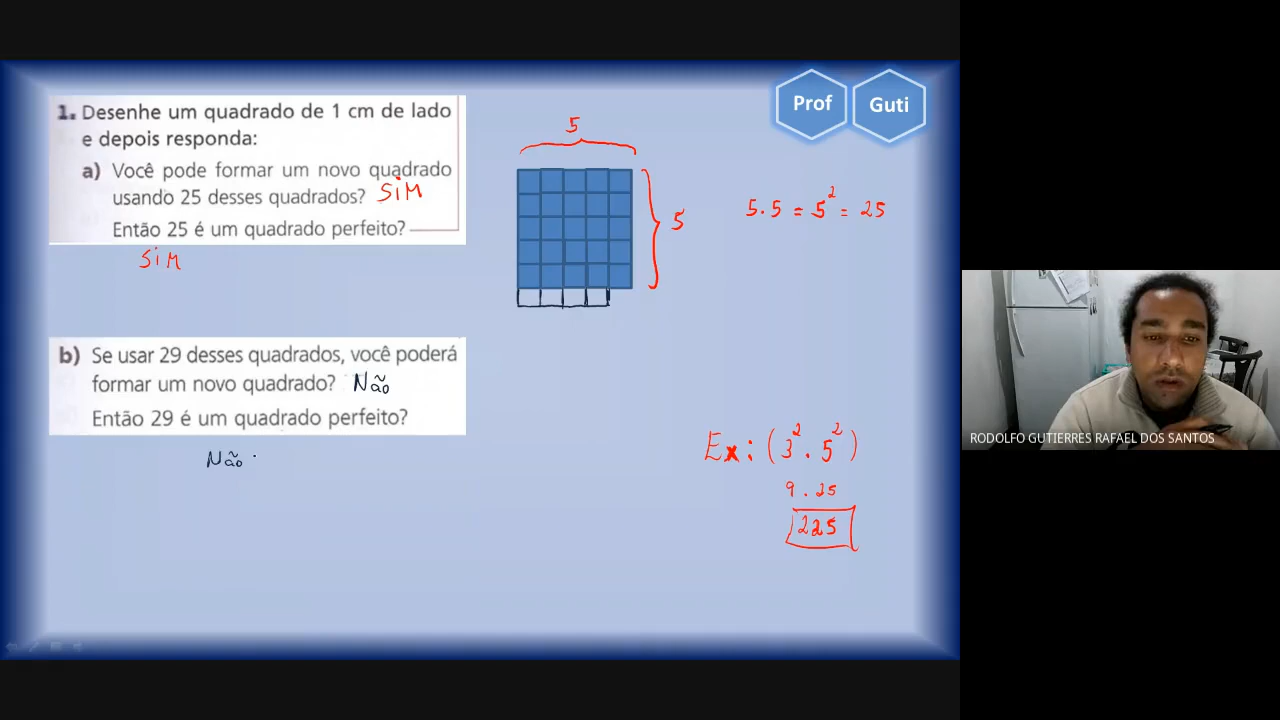 Prof Guti
1. Desenhe um quadrado de 1 cm de lado
e depois responda:
a) Você pode formar um novo quadrado
usando 25 desses quadrados? SiM
Então 25 é um quadrado perfeito?
SiM
5
5
5.5 = 5² = 25
b) Se usar 29 desses quadrados, você poderá
formar um novo quadrado? Não
Então 29 é um quadrado perfeito?
Não.
Ex: (3² . 5²)
9 . 25
225
RODOLFO GUTIERRES RAFAEL DOS SANTOS